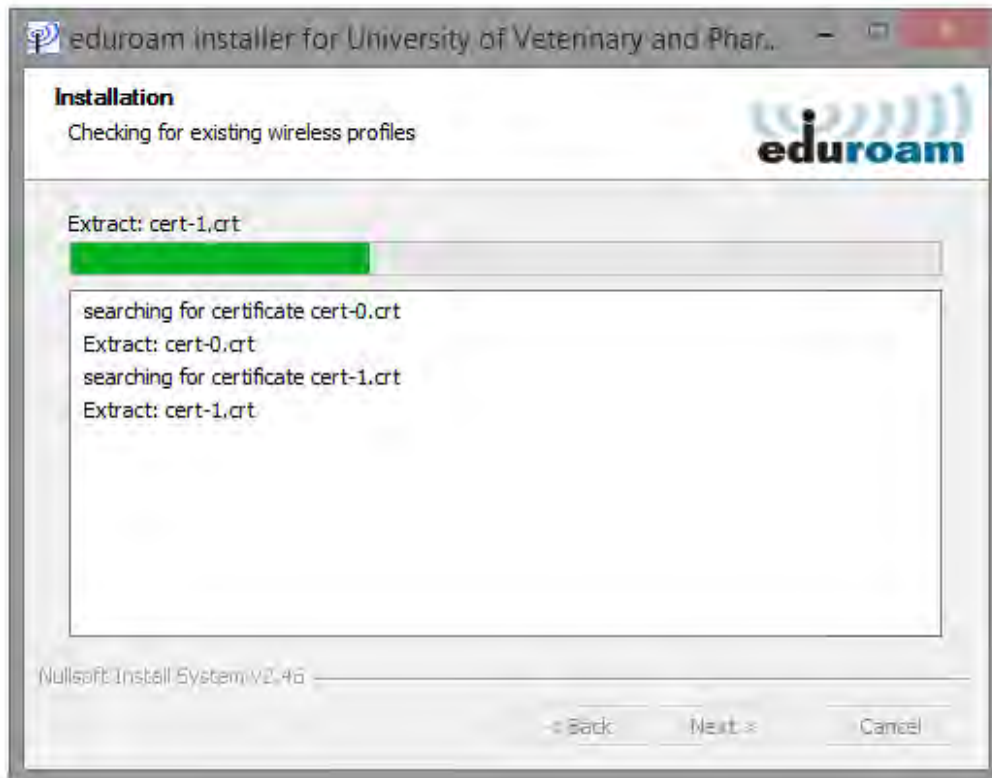 eduroam installer for University of Veterinary and Phar...
Installation
Checking for existing wireless profiles
eduroam
Extract: cert-1.crt
searching for certificate cert-0.crt
Extract: cert-0.crt
searching for certificate cert-1.crt
Extract: cert-1.crt
Nullsoft Install System v2.46
< Back
Next >
Cancel